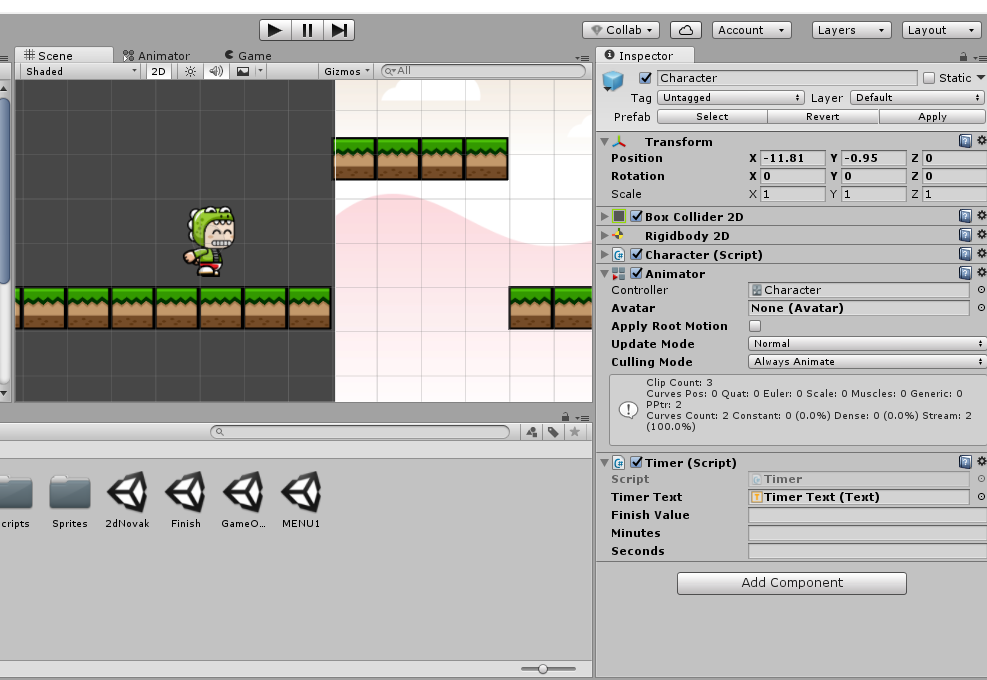 Collab
Account
Layers
Layout
Scene
Animator
Game
Shaded
2D
Gizmos
All
cripts
Sprites
2dNovak
Finish
GameO...
MENU1
Inspector
Character
Static
Tag Untagged Layer Default
Prefab Select Revert Apply
Transform
Position X -11.81 Y -0.95 Z 0
Rotation X 0 Y 0 Z 0
Scale X 1 Y 1 Z 1
Box Collider 2D
Rigidbody 2D
Character (Script)
Animator
Controller Character
Avatar None (Avatar)
Apply Root Motion
Update Mode Normal
Culling Mode Always Animate
Clip Count: 3
Curves Pos: 0 Quat: 0 Euler: 0 Scale: 0 Muscles: 0 Generic: 0
PPtr: 2
Curves Count: 2 Constant: 0 (0.0%) Dense: 0 (0.0%) Stream: 2
(100.0%)
Timer (Script)
Script Timer
Timer Text Timer Text (Text)
Finish Value
Minutes
Seconds
Add Component